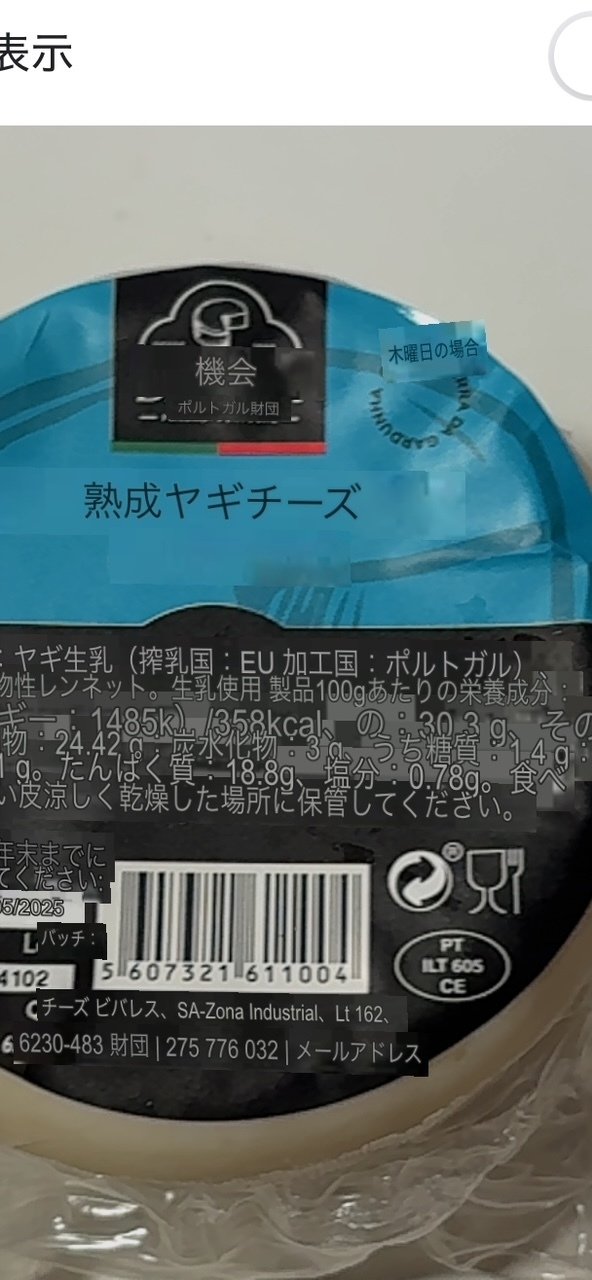 表示
機会
ポルトガル財団
木曜日の場合
DA GARDUNHA
熟成ヤギチーズ
: ヤギ生乳（搾乳国：EU 加工国：ポルトガル）
物性レンネット。生乳使用 製品100gあたりの栄養成分：
ギー：1485k）/358kcal、の：30.3 g、その
物：24.42 g、炭水化物：3 g、うち糖質：1.4 g：
g。たんぱく質：18.8g、塩分：0.78g。食べ
い皮涼しく乾燥した場所に保管してください。
年末までに
てください:
5/2025
バッチ：
4102
5 607321 611004
®
PT
ILT 605
CE
チーズ ビバレス、SA-Zona Industrial、Lt 162、
6230-483 財団 | 275 776 032 | メールアドレス